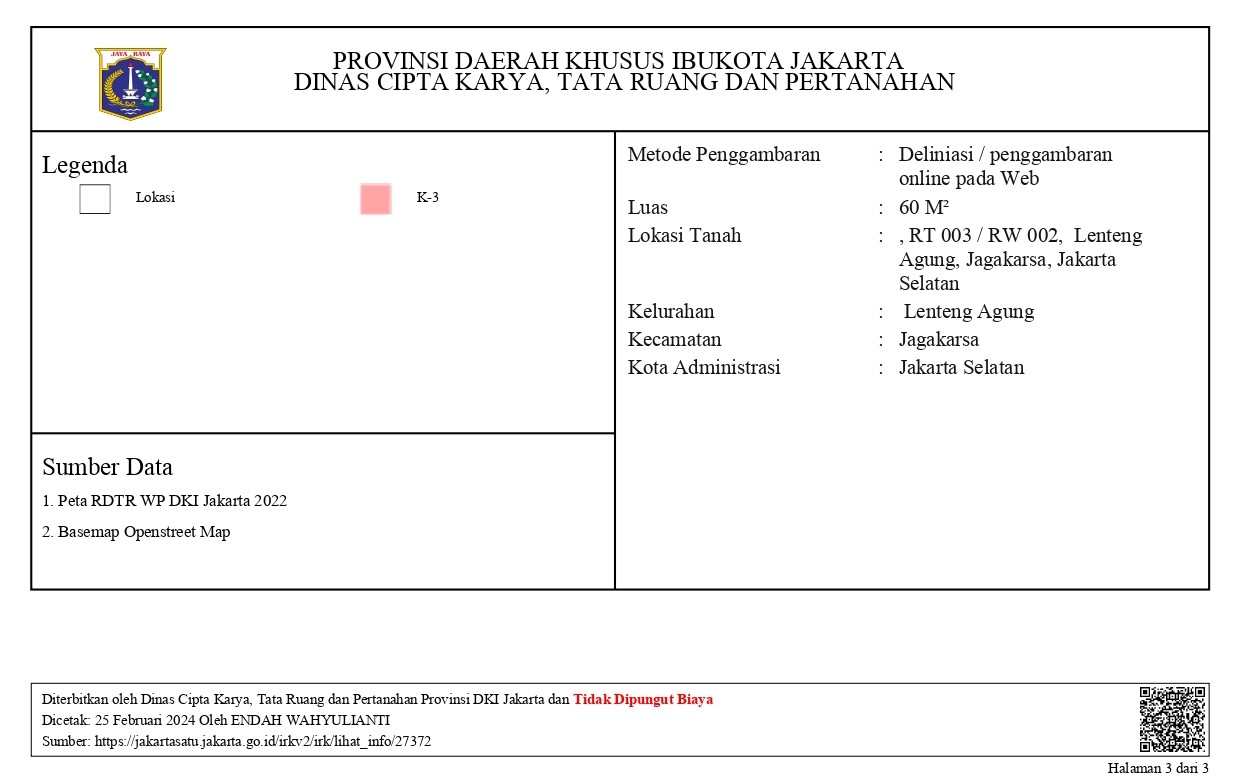 JAYA RAYA
PROVINSI DAERAH KHUSUS IBUKOTA JAKARTA
DINAS CIPTA KARYA, TATA RUANG DAN PERTANAHAN
Legenda
Lokasi
K-3
Sumber Data
1. Peta RDTR WP DKI Jakarta 2022
2. Basemap Openstreet Map
Metode Penggambaran : Deliniasi / penggambaran
online pada Web
Luas : 60 M²
Lokasi Tanah : , RT 003 / RW 002, Lenteng
Agung, Jagakarsa, Jakarta
Selatan
Kelurahan : Lenteng Agung
Kecamatan : Jagakarsa
Kota Administrasi : Jakarta Selatan
Diterbitkan oleh Dinas Cipta Karya, Tata Ruang dan Pertanahan Provinsi DKI Jakarta dan Tidak Dipungut Biaya
Dicetak: 25 Februari 2024 Oleh ENDAH WAHYULIANTI
Sumber: https://jakartasatu.jakarta.go.id/irkv2/irk/lihat_info/27372
Halaman 3 dari 3